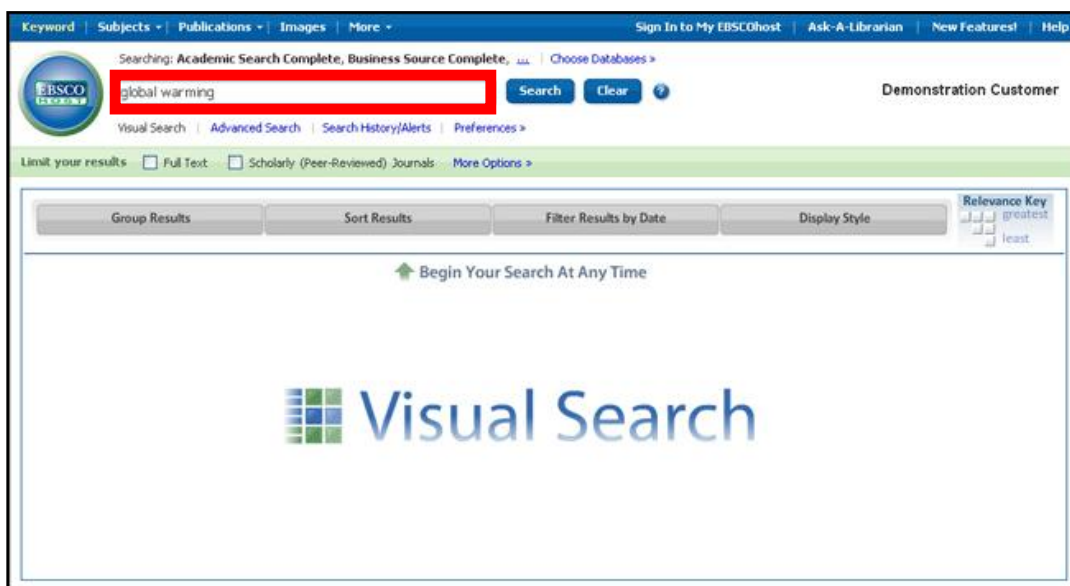 Keyword | Subjects | Publications | Images | More Sign In to My EBSCOhost | Ask-A-Librarian | New Features! | Help
Searching: Academic Search Complete, Business Source Complete, ... | Choose Databases »
EBSCO
HOST
global warming Search Clear ? Demonstration Customer
Visual Search | Advanced Search | Search History/Alerts | Preferences »
Limit your results Full Text Scholarly (Peer-Reviewed) Journals More Options »
Group Results Sort Results Filter Results by Date Display Style Relevance Key
greatest
least
Begin Your Search At Any Time
Visual Search